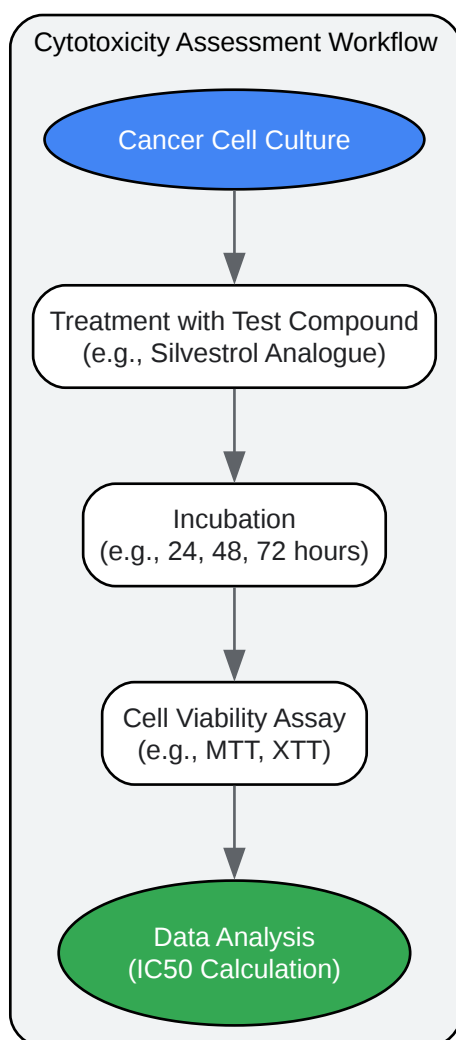 Cytotoxicity Assessment Workflow
Cancer Cell Culture
Treatment with Test Compound
(e.g., Silvestrol Analogue)
Incubation
(e.g., 24, 48, 72 hours)
Cell Viability Assay
(e.g., MTT, XTT)
Data Analysis
(IC50 Calculation)